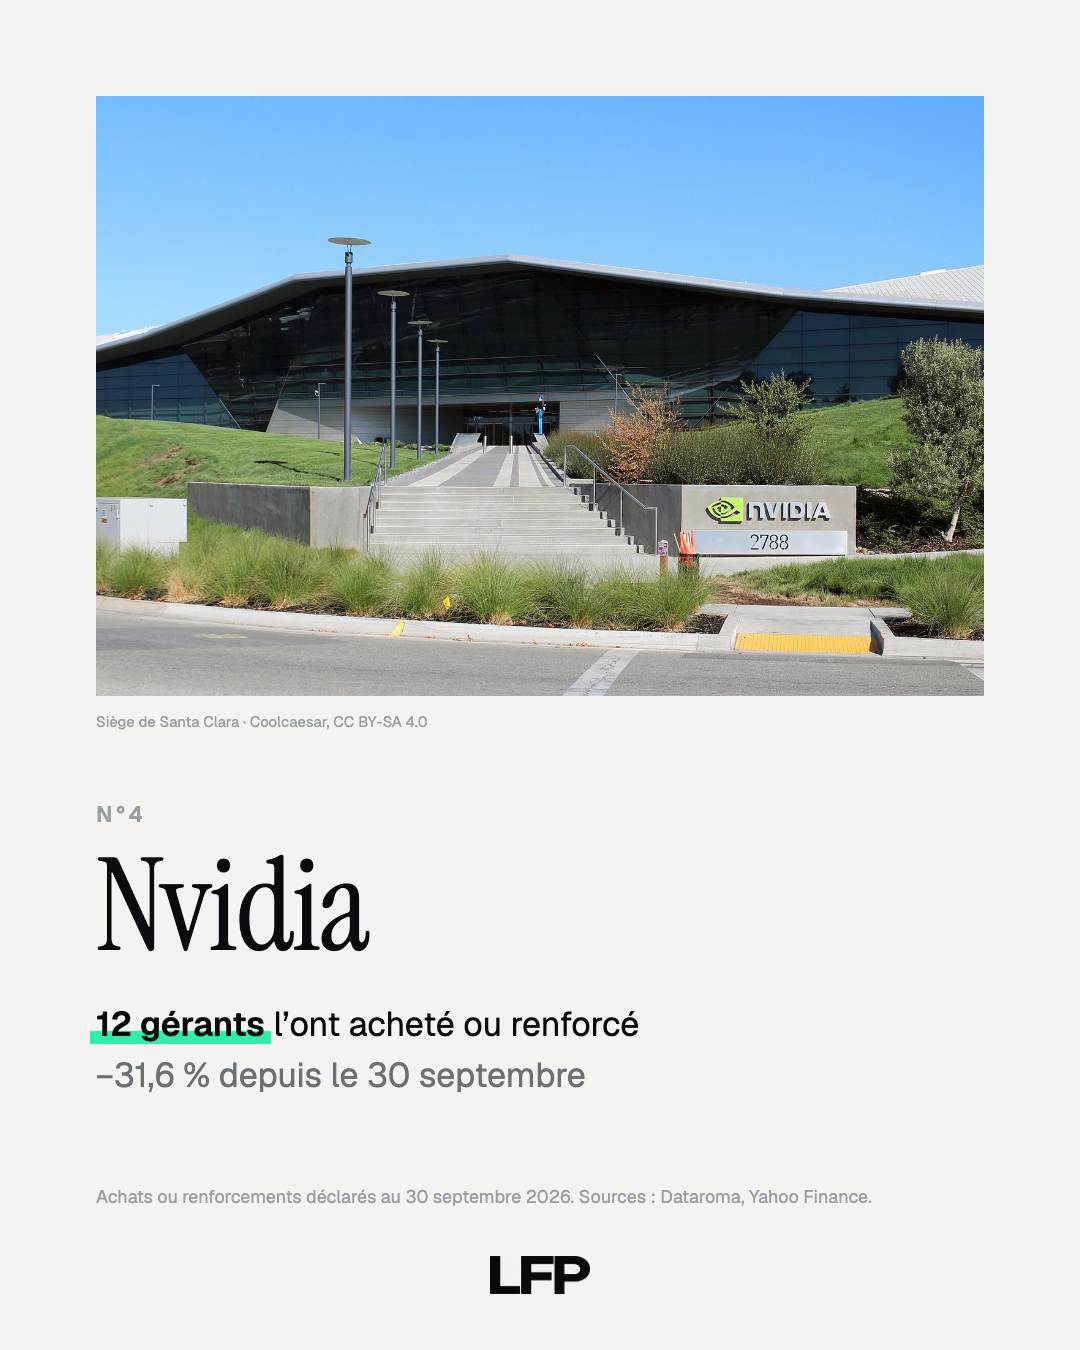 NVIDIA
2788
Siège de Santa Clara · Coolcaesar, CC BY-SA 4.0
N°4
Nvidia
12 gérants l’ont acheté ou renforcé
–31,6 % depuis le 30 septembre
Achats ou renforcements déclarés au 30 septembre 2026. Sources : Dataroma, Yahoo Finance.
LFP